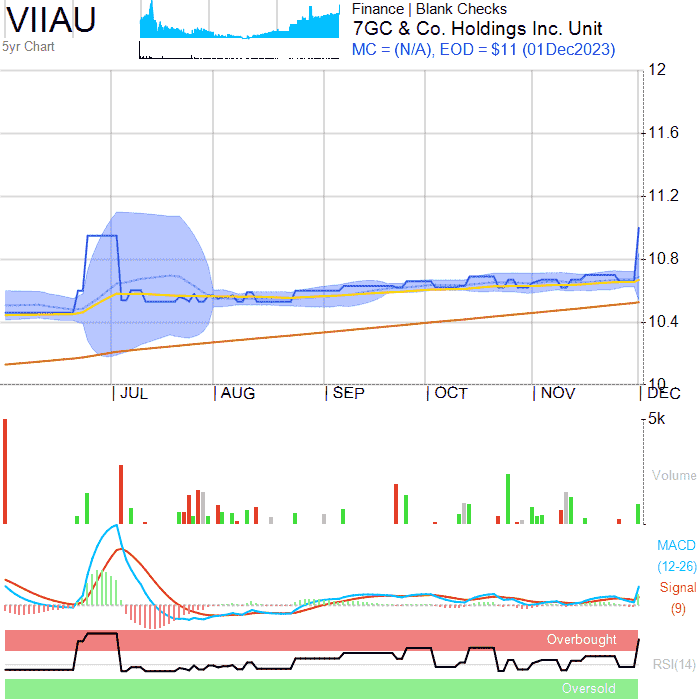 VIIAU
5yr Chart
Finance | Blank Checks
7GC & Co. Holdings Inc. Unit
MC = (N/A), EOD = $11 (01Dec2023)
12
11.6
11.2
10.8
10.4
10
JUL AUG SEP OCT NOV DEC
5k
Volume
MACD
(12-26)
Signal
(9)
Overbought
RSI(14)
Oversold